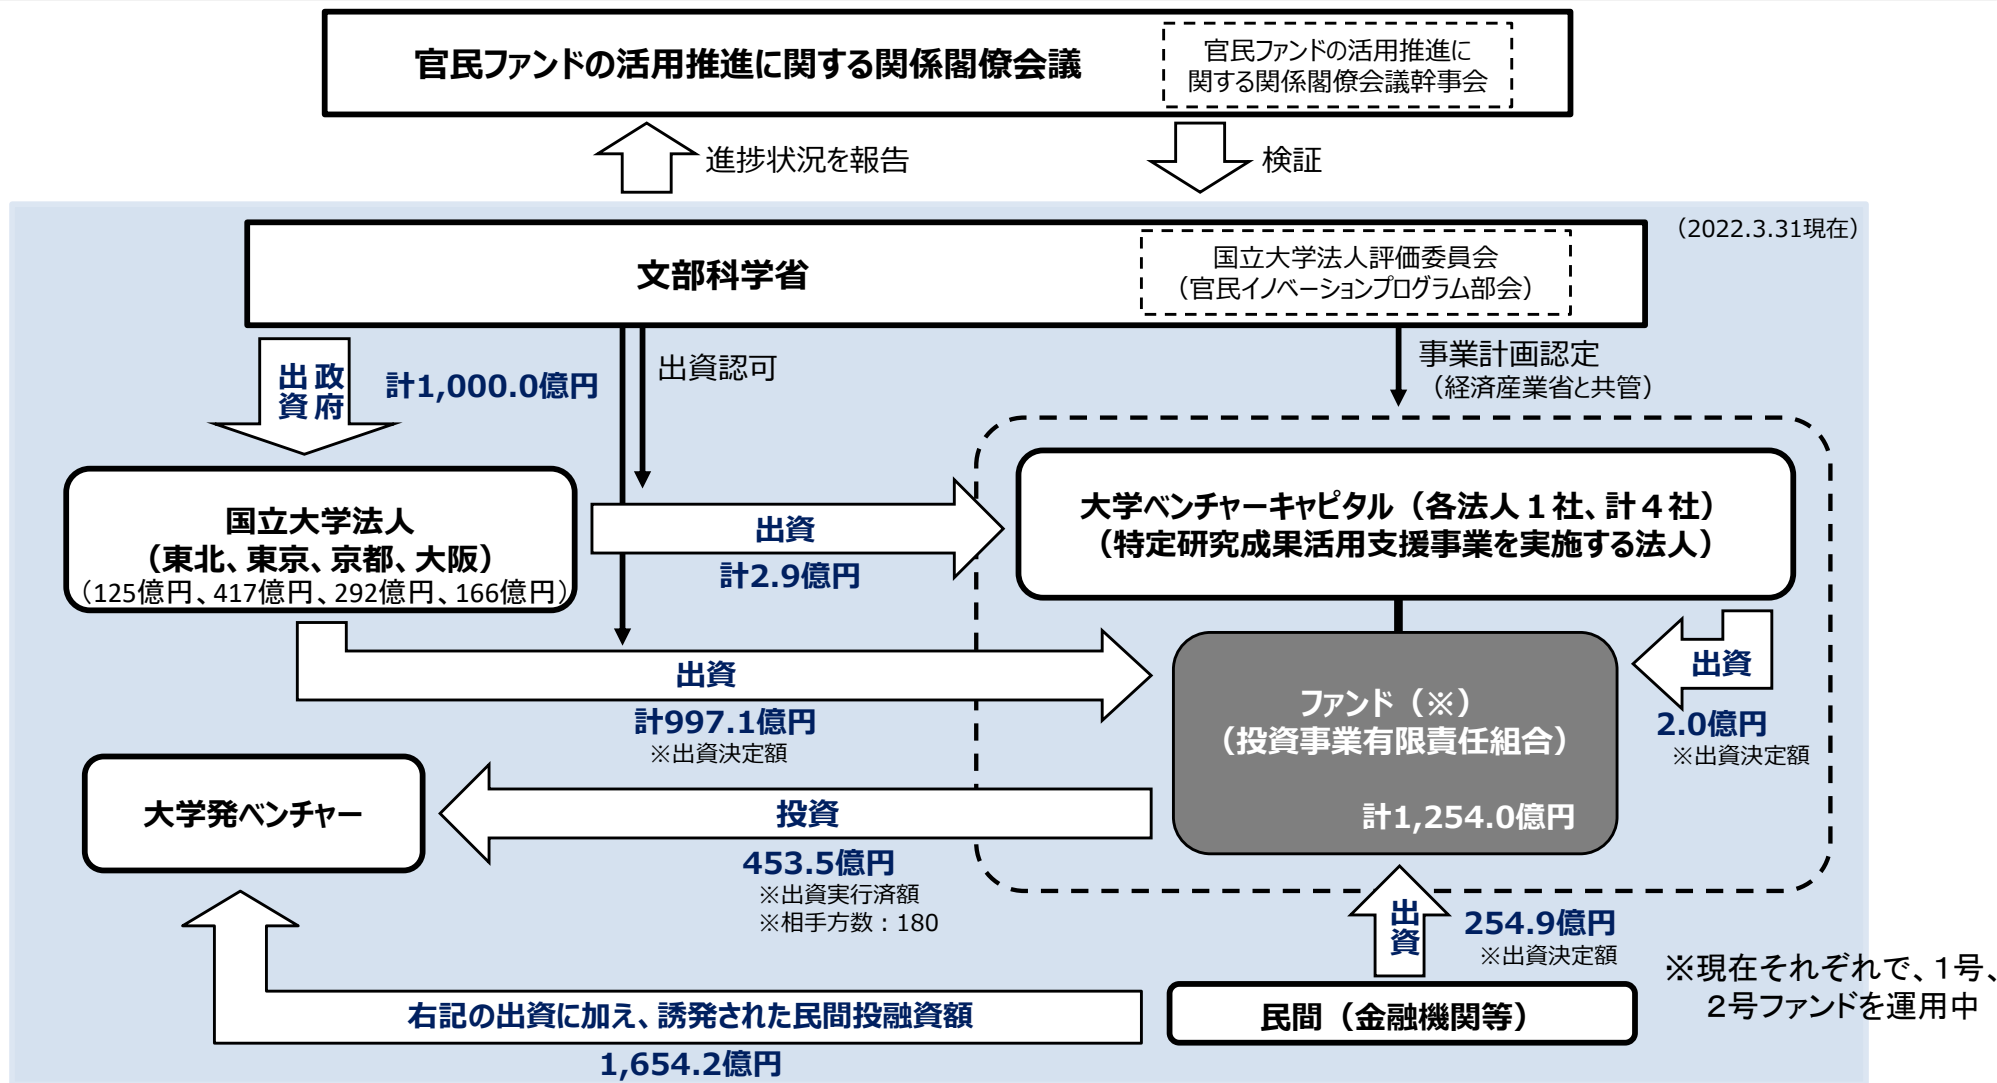 官民ファンドの活用推進に関する関係閣僚会議
官民ファンドの活用推進に
関する関係閣僚会議幹事会
進捗状況を報告
検証
（2022.3.31現在）
文部科学省
国立大学法人評価委員会
（官民イノベーションプログラム部会）
政府
出資
計1,000.0億円
出資認可
事業計画認定
（経済産業省と共管）
国立大学法人
（東北、東京、京都、大阪）
（125億円、417億円、292億円、166億円）
出資
計2.9億円
大学ベンチャーキャピタル（各法人１社、計４社）
（特定研究成果活用支援事業を実施する法人）
出資
計997.1億円
※出資決定額
ファンド（※）
（投資事業有限責任組合）
計1,254.0億円
出資
2.0億円
※出資決定額
大学発ベンチャー
投資
453.5億円
※出資実行済額
※相手方数：180
出資
254.9億円
※出資決定額
※現在それぞれで、１号、
２号ファンドを運用中
右記の出資に加え、誘発された民間投融資額
1,654.2億円
民間（金融機関等）